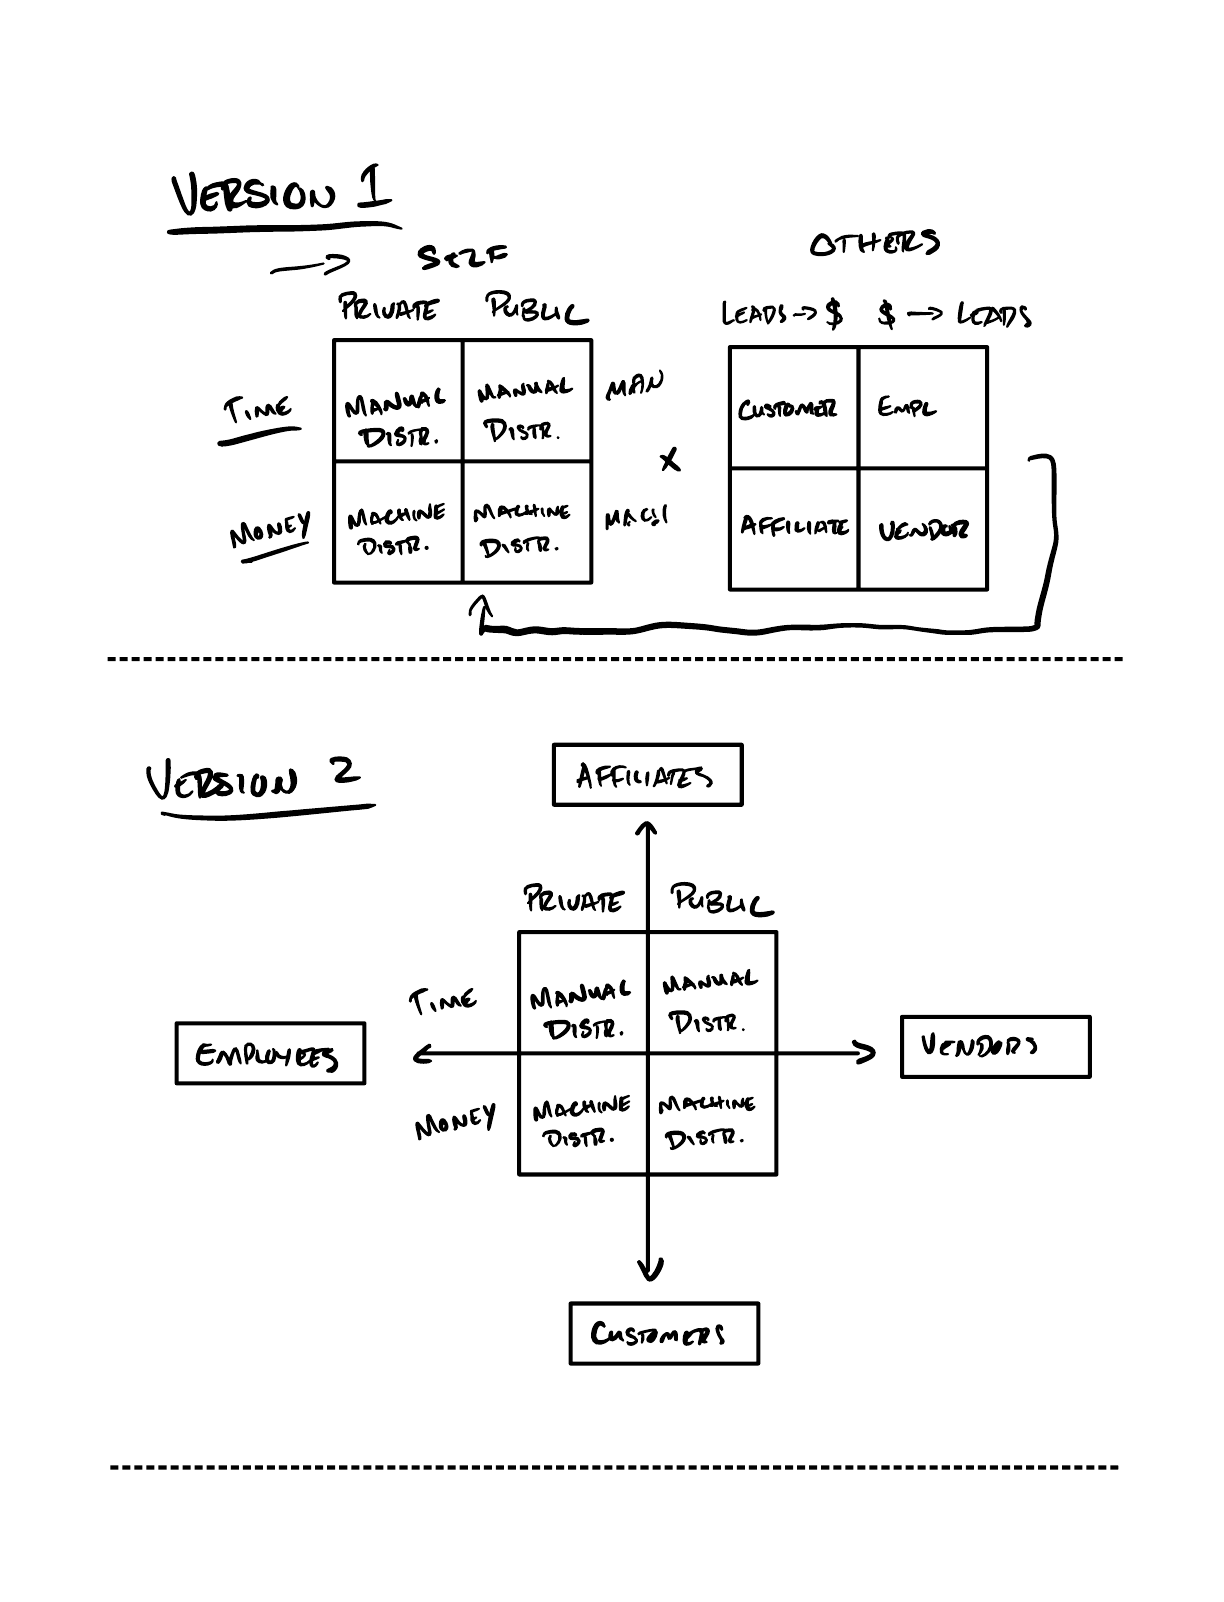 VERSION 1
SELF
OTHERS
PRIVATE PUBLIC
LEADS → $ $ → LEADS
TIME
MANUAL DISTR.
MANUAL DISTR.
MAN
X
CUSTOMER
EMPL
MONEY
MACHINE DISTR.
MACHINE DISTR.
AFFILIATE
VENDOR
VERSION 2
AFFILIATES
PRIVATE PUBLIC
TIME
MANUAL DISTR.
MANUAL DISTR.
EMPLOYEES
VENDORS
MONEY
MACHINE DISTR.
MACHINE DISTR.
CUSTOMERS